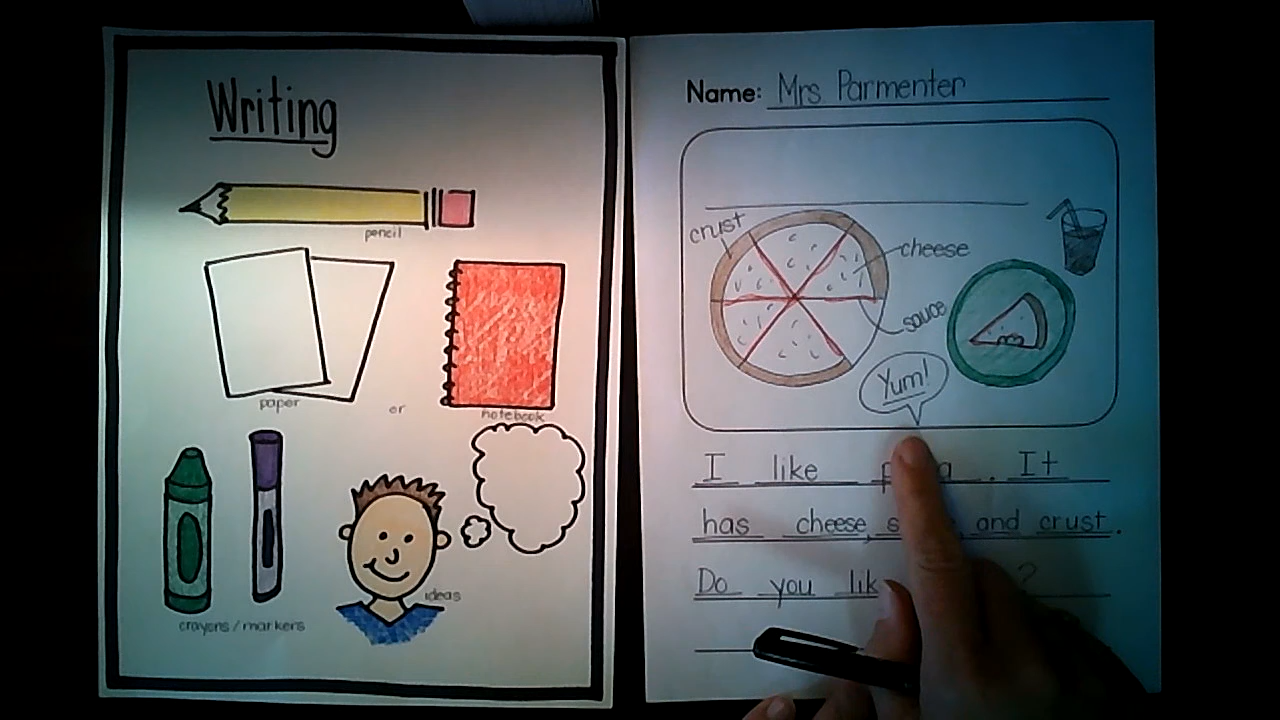 Writing
pencil
paper or notebook
crayons / markers
ideas
Name: Mrs Parmenter
crust
cheese
sauce
Yum!
I like . It
has cheese, and crust.
Do you ?